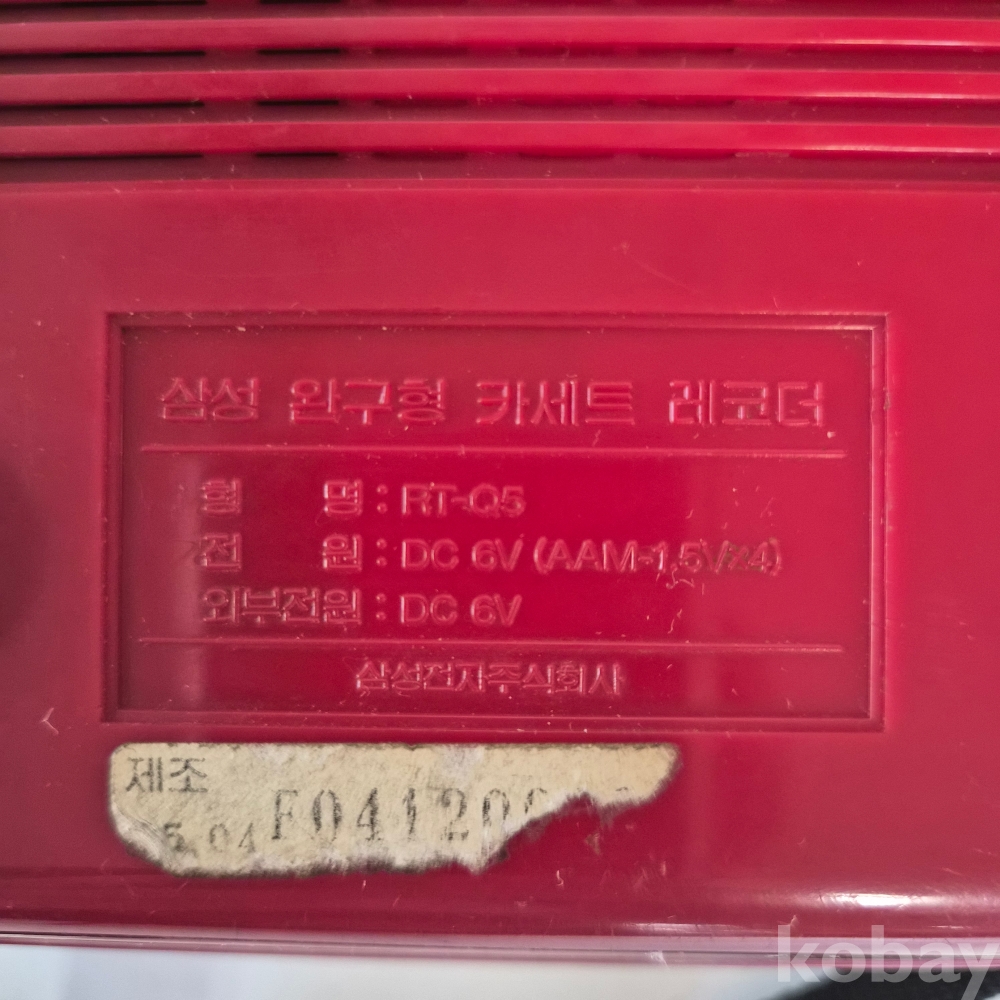 삼성 완구형 카세트 레코더
형 명 : RT-Q5
전 원 : DC 6V (AAM-1.5V×4)
외부전원 : DC 6V
삼성전자주식회사
제조
5.04 F04120
kobay